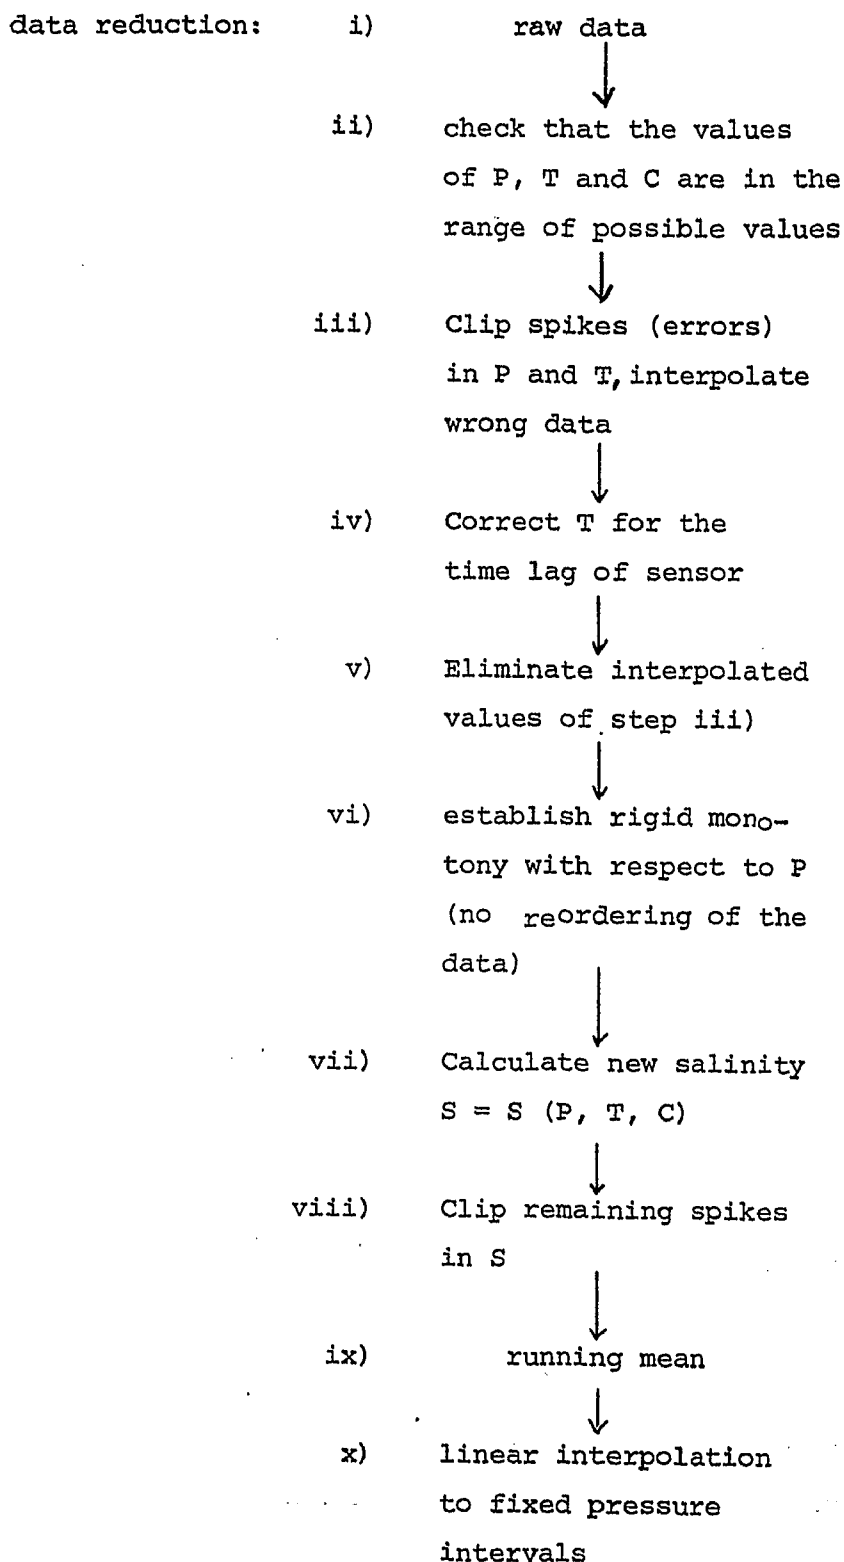 data reduction: i) raw data
ii) check that the values
of P, T and C are in the
range of possible values
iii) Clip spikes (errors)
in P and T, interpolate
wrong data
iv) Correct T for the
time lag of sensor
v) Eliminate interpolated
values of step iii)
vi) establish rigid mono-
tony with respect to P
(no reordering of the
data)
vii) Calculate new salinity
S = S (P, T, C)
viii) Clip remaining spikes
in S
ix) running mean
x) linear interpolation
to fixed pressure
intervals